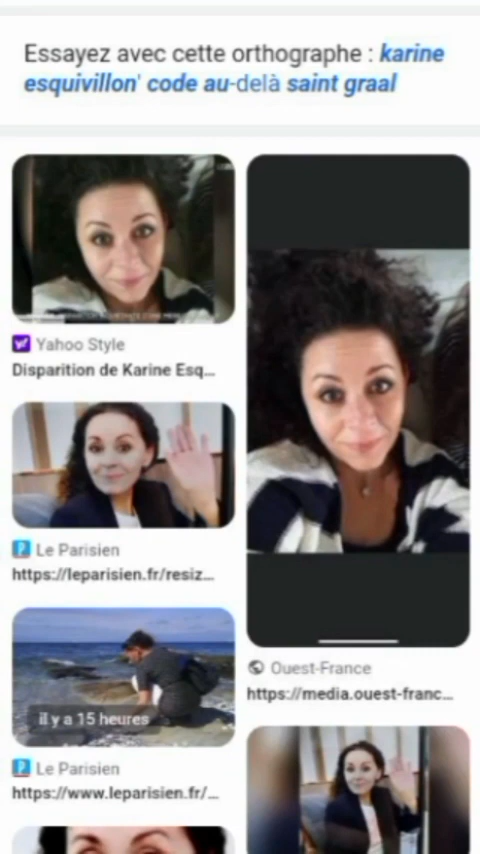 Essayez avec cette orthographe : karine
esquivillon' code au-delà saint graal
Yahoo Style
Disparition de Karine Esq...
Le Parisien
https://leparisien.fr/resiz...
il y a 15 heures
Le Parisien
https://www.leparisien.fr/...
Ouest-France
https://media.ouest-franc...